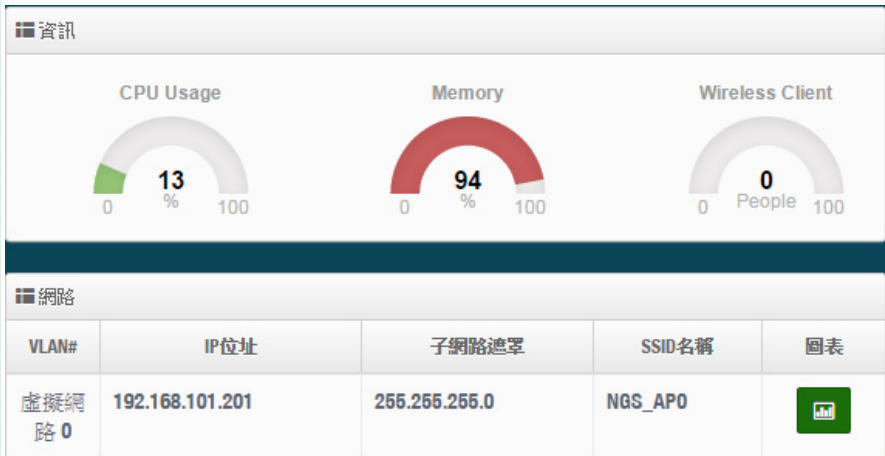 資訊
CPU Usage Memory Wireless Client
13 94 0
% % People
0 100 0 100 0 100
網路
VLAN# IP位址 子網路遮罩 SSID名稱 圖表
虛擬網路 0 192.168.101.201 255.255.255.0 NGS_AP0